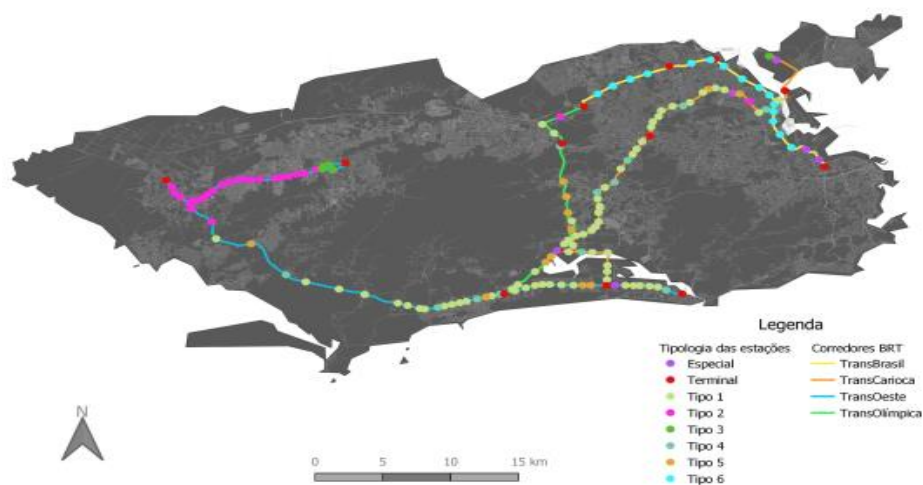 Legenda
Tipologia das estações
Especial
Terminal
Tipo 1
Tipo 2
Tipo 3
Tipo 4
Tipo 5
Tipo 6
Corredores BRT
TransBrasil
TransCarioca
TransOeste
TransOlímpica
N
0 5 10 15 km